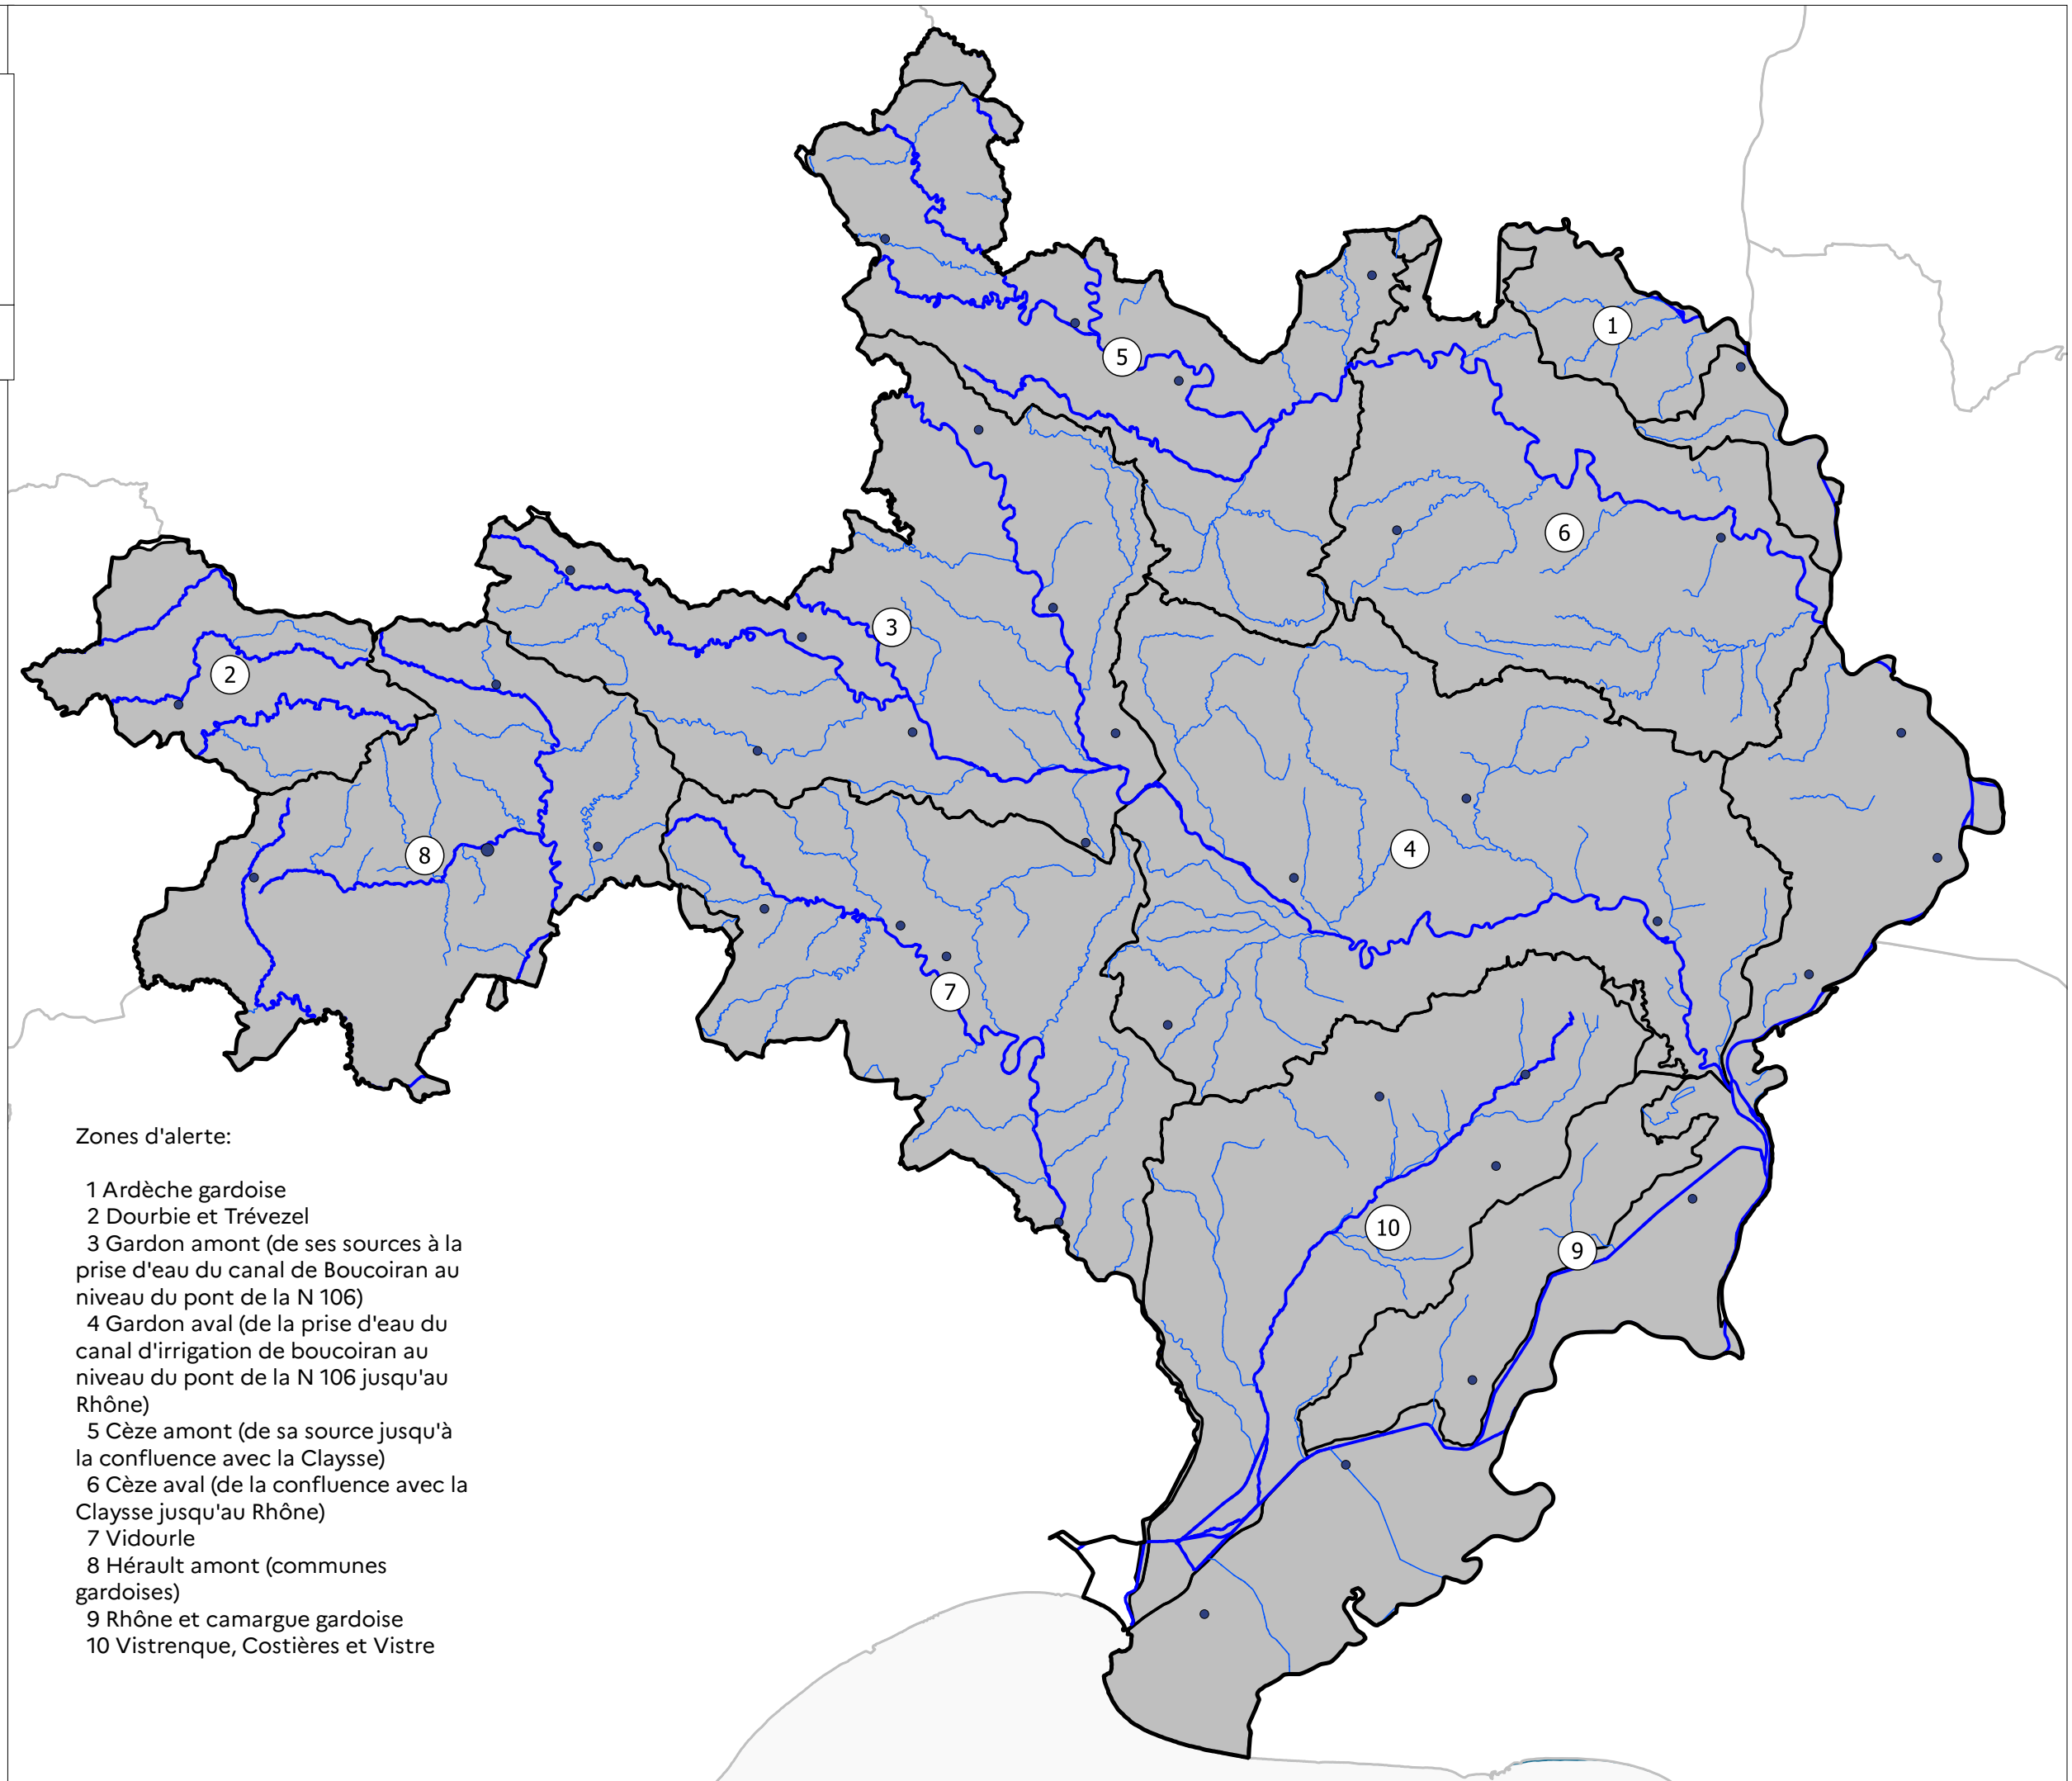 1
5
6
3
2
4
8
7
10
9
Zones d'alerte:
1 Ardèche gardoise
2 Dourbie et Trévezel
3 Gardon amont (de ses sources à la
prise d'eau du canal de Boucoiran au
niveau du pont de la N 106)
4 Gardon aval (de la prise d'eau du
canal d'irrigation de boucoiran au
niveau du pont de la N 106 jusqu'au
Rhône)
5 Cèze amont (de sa source jusqu'à
la confluence avec la Claysse)
6 Cèze aval (de la confluence avec la
Claysse jusqu'au Rhône)
7 Vidourle
8 Hérault amont (communes
gardoises)
9 Rhône et camargue gardoise
10 Vistrenque, Costières et Vistre